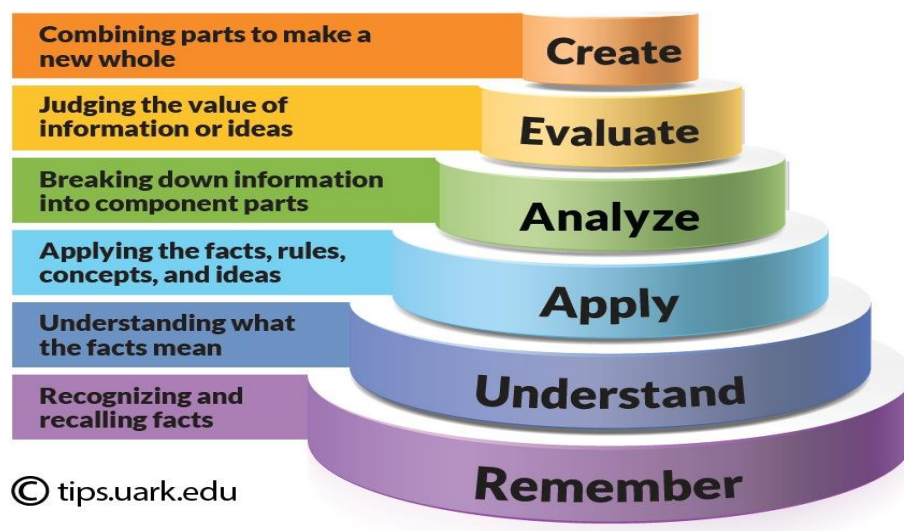 Combining parts to make a
new whole
Create
Judging the value of
information or ideas
Evaluate
Breaking down information
into component parts
Analyze
Applying the facts, rules,
concepts, and ideas
Apply
Understanding what
the facts mean
Understand
Recognizing and
recalling facts
Remember
© tips.uark.edu